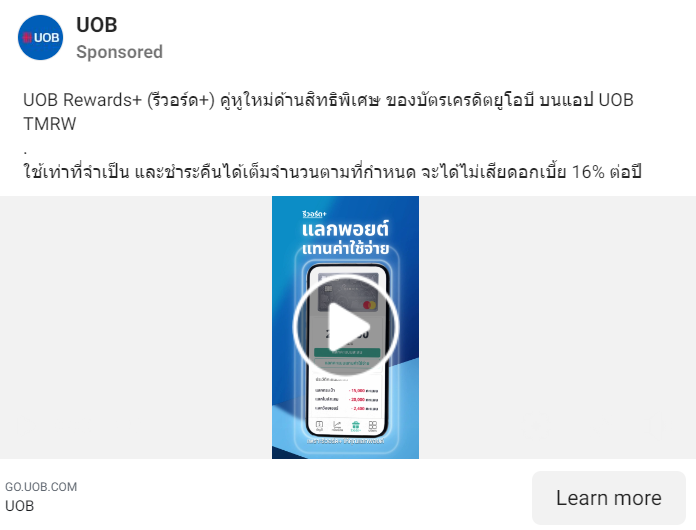 UOB
UOB
Sponsored
UOB Rewards+ (รีวอร์ด+) คู่หูใหม่ด้านสิทธิพิเศษ ของบัตรเครดิตยูโอบี บนแอป UOB
TMRW
.
ใช้เท่าที่จำเป็น และชำระคืนได้เต็มจำนวนตามที่กำหนด จะได้ไม่เสียดอกเบี้ย 16% ต่อปี
รีวอร์ด+
แลกพอยต์
แทนค่าใช้จ่าย
-15,000
-20,000
-2,600
GO.UOB.COM
UOB
Learn more